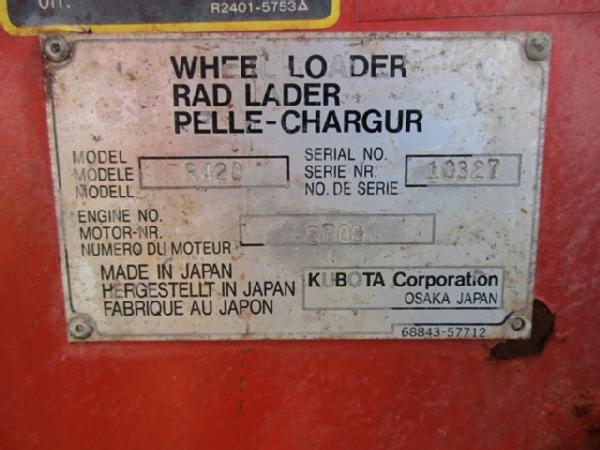 R2401-5753
WHEEL LOADER
RAD LADER
PELLE-CHARGUR
MODEL
MODELE R420
MODELL
SERIAL NO.
SERIE NR. 10327
NO. DE SERIE
ENGINE NO.
MOTOR-NR.
NUMERO DU MOTEUR
MADE IN JAPAN
HERGESTELLT IN JAPAN
FABRIQUE AU JAPON
KUBOTA Corporation
OSAKA JAPAN
68843-57712